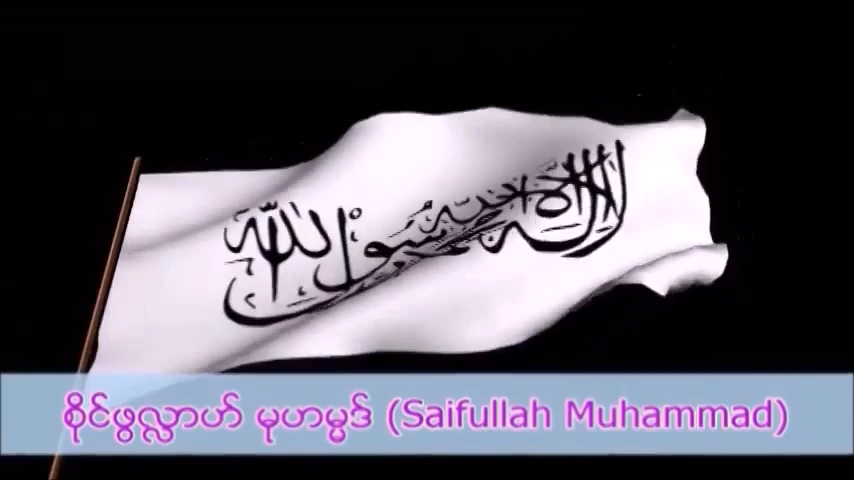 لا إله إلا الله محمد رسول الله
စိုင်ဖွလ္လာဟ် မုဟမ္မဒ် (Saifullah Muhammad)